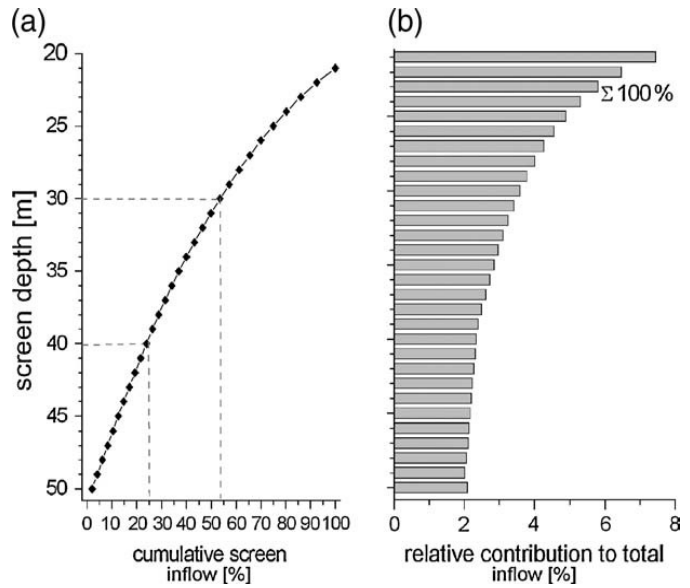 (a)
20
25
30
35
40
45
50
screen depth [m]
0 10 20 30 40 50 60 70 80 90 100
cumulative screen
inflow [%]
(b)
Σ 100 %
0 2 4 6 8
relative contribution to total
inflow [%]